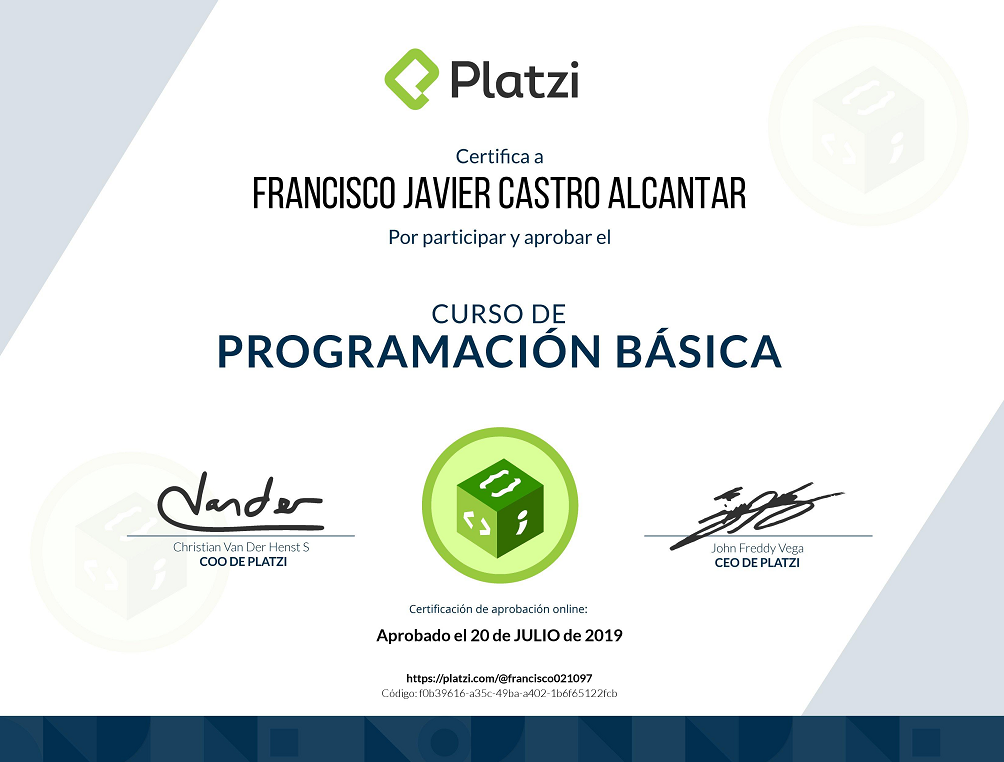 Platzi
Certifica a
FRANCISCO JAVIER CASTRO ALCANTAR
Por participar y aprobar el
CURSO DE
PROGRAMACIÓN BÁSICA
Vander
Christian Van Der Henst S
COO DE PLATZI
John Freddy Vega
CEO DE PLATZI
Certificación de aprobación online:
Aprobado el 20 de JULIO de 2019
https://platzi.com/@francisco021097
Código: f0b39616-a35c-49ba-a402-1b6f65122fcb